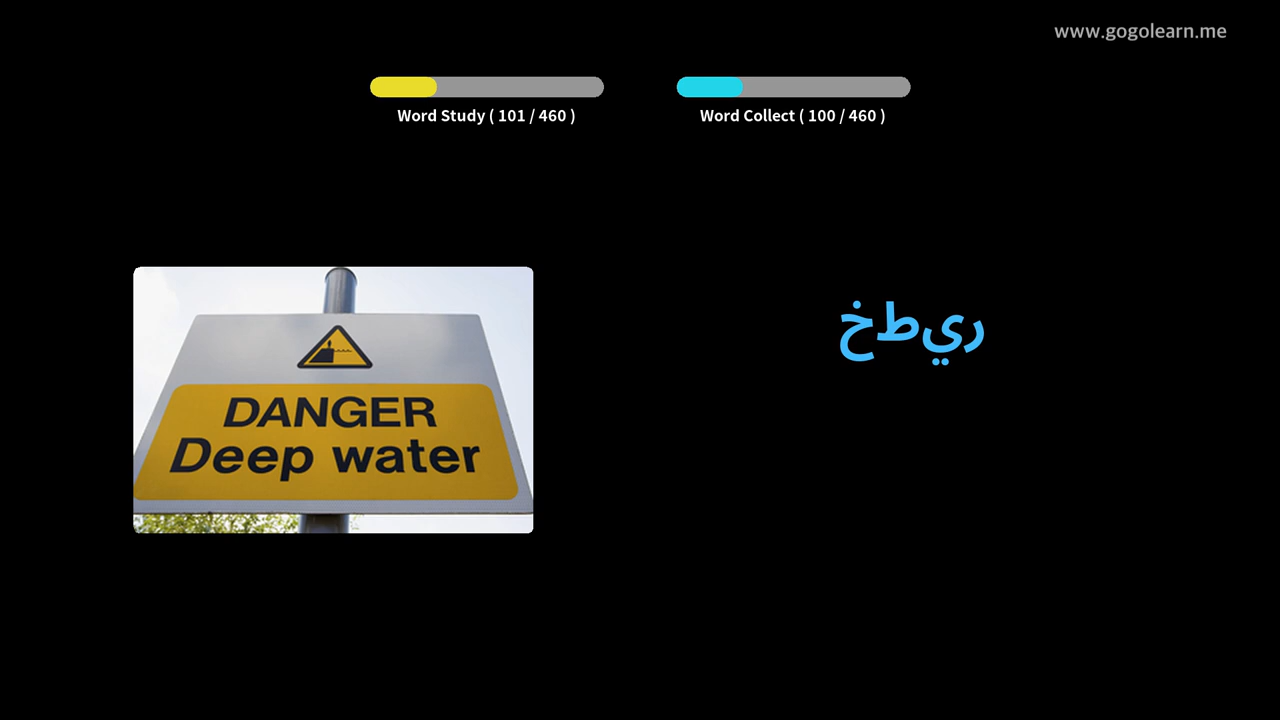 www.gogolearn.me
Word Study ( 101 / 460 )
Word Collect ( 100 / 460 )
DANGER
Deep water
ريطخ